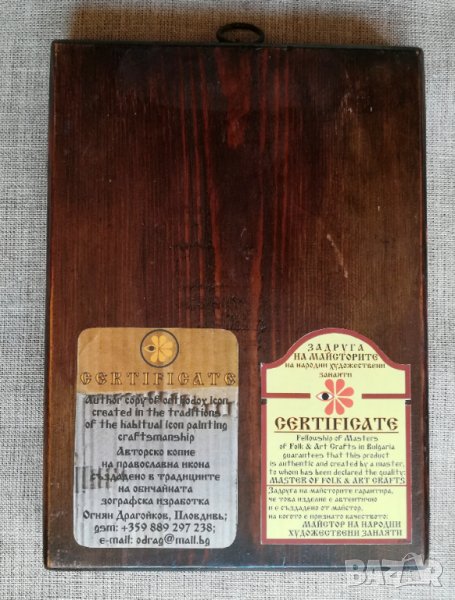 CERTIFICATE
Author copy of orthodox icon
created in the traditions
of the habitual icon painting
craftsmanship
Авторско копие
на православна икона
създадено в традициите
на обичайната
зографска изработка
Огнян Драгойков, Пловдив;
gsm: +359 889 297 238;
e-mail: odrag@mail.bg
ЗАДРУГА
НА МАЙСТОРИТЕ
на народни художествени
занаяти
CERTIFICATE
Fellowship of Masters
of Folk & Art Crafts in Bulgaria
guarantees that this product
is authentic and created by a master,
to whom has been declared the quality:
MASTER OF FOLK & ART CRAFTS
Задруга на майсторите гарантира,
че това изделие е автентично
и е създадено от майстор,
на когото е признато качеството:
МАЙСТОР НА НАРОДНИ
ХУДОЖЕСТВЕНИ ЗАНАЯТИ
BAZAR